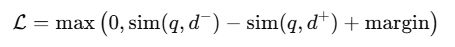 ℒ = max (0, sim(q, d⁻) − sim(q, d⁺) + margin)